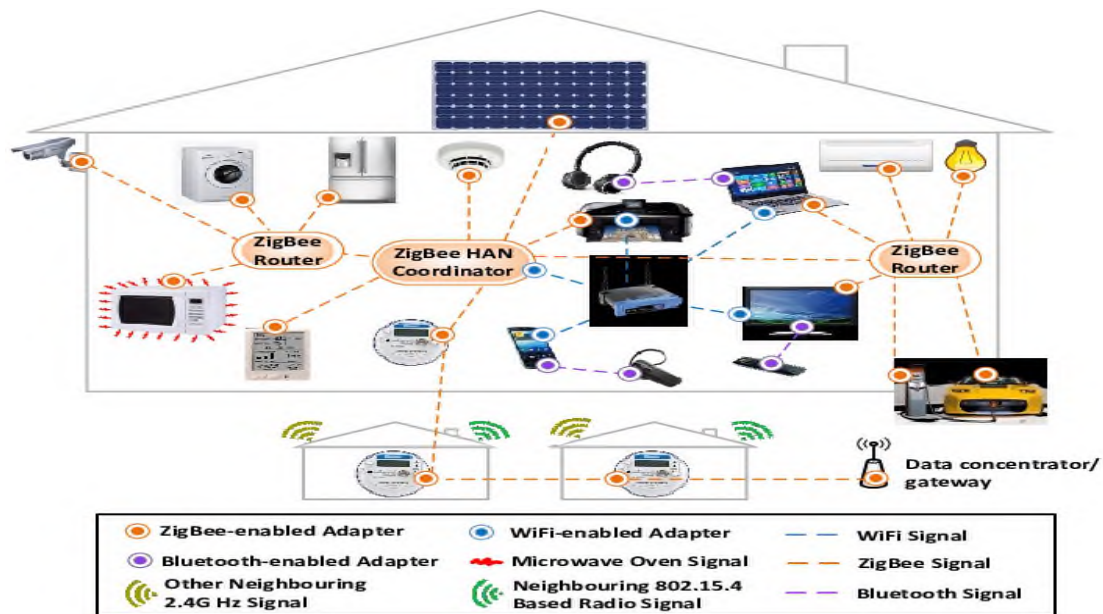 ZigBee
Router
ZigBee HAN
Coordinator
ZigBee
Router
Data concentrator/
gateway
ZigBee-enabled Adapter
WiFi-enabled Adapter
WiFi Signal
Bluetooth-enabled Adapter
Microwave Oven Signal
ZigBee Signal
Other Neighbouring
2.4G Hz Signal
Neighbouring 802.15.4
Based Radio Signal
Bluetooth Signal